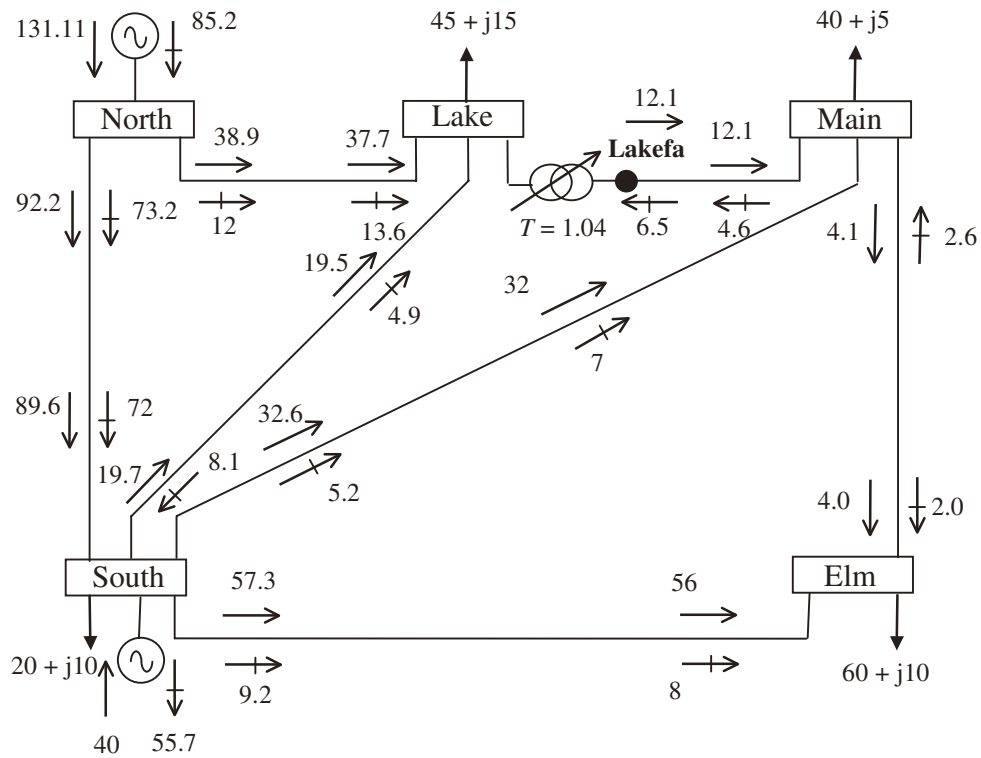 131.11
85.2
45 + j15
40 + j5
North
Lake
Main
12.1
38.9
37.7
12.1
Lakefa
92.2
73.2
12
13.6
T = 1.04
6.5
4.6
4.1
2.6
19.5
4.9
32
7
89.6
72
32.6
19.7
8.1
5.2
4.0
2.0
South
Elm
57.3
56
20 + j10
9.2
8
60 + j10
40
55.7